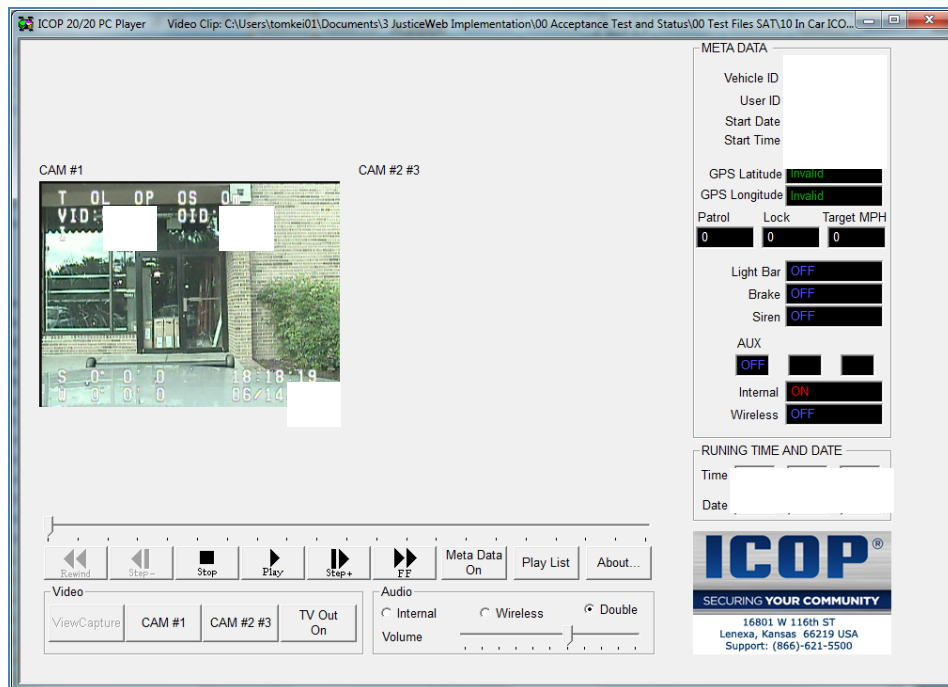 ICOP 20/20 PC Player Video Clip: C:\Users\tomkei01\Documents\3 JusticeWeb Implementation\00 Acceptance Test and Status\00 Test Files SAT\10 In Car ICO...
META DATA
Vehicle ID
User ID
Start Date
Start Time
GPS Latitude Invalid
GPS Longitude Invalid
Patrol Lock Target MPH
0 0 0
Light Bar OFF
Brake OFF
Siren OFF
AUX
OFF
Internal ON
Wireless OFF
RUNING TIME AND DATE
Time
Date
CAM #1 CAM #2 #3
T OL OP OS
VID: OID:
18:18:19
06/14
Rewind Step- Stop Play Step+ FF Meta Data On Play List About...
Video
ViewCapture CAM #1 CAM #2 #3 TV Out On
Audio
Internal Wireless Double
Volume
ICOP®
SECURING YOUR COMMUNITY
16801 W 116th ST
Lenexa, Kansas 66219 USA
Support: (866)-621-5500